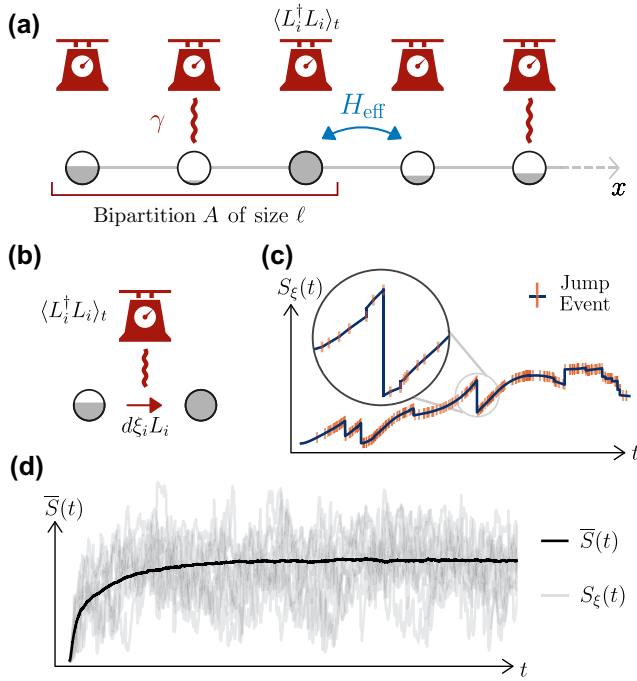 (a)
⟨L_i^† L_i⟩_t
γ
H_eff
x
Bipartition A of size ℓ
(b)
⟨L_i^† L_i⟩_t
dξ_i L_i
(c)
S_ξ(t)
Jump
Event
t
(d)
S̅(t)
S̅(t)
S_ξ(t)
t